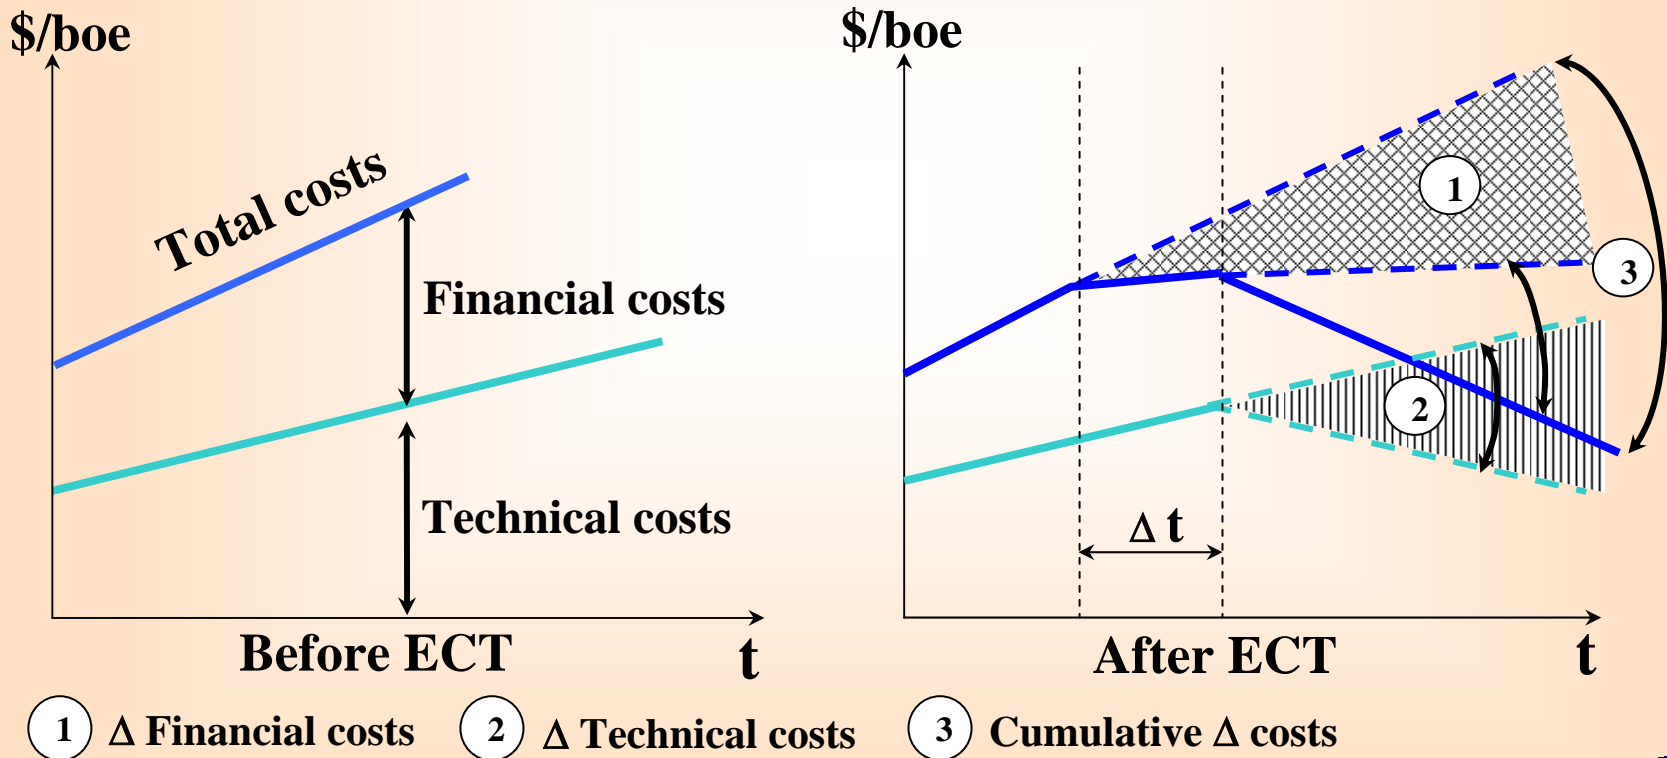 $/boe
Total costs
Financial costs
Technical costs
Before ECT
t
$/boe
1
3
2
Δ t
After ECT
t
1 Δ Financial costs
2 Δ Technical costs
3 Cumulative Δ costs